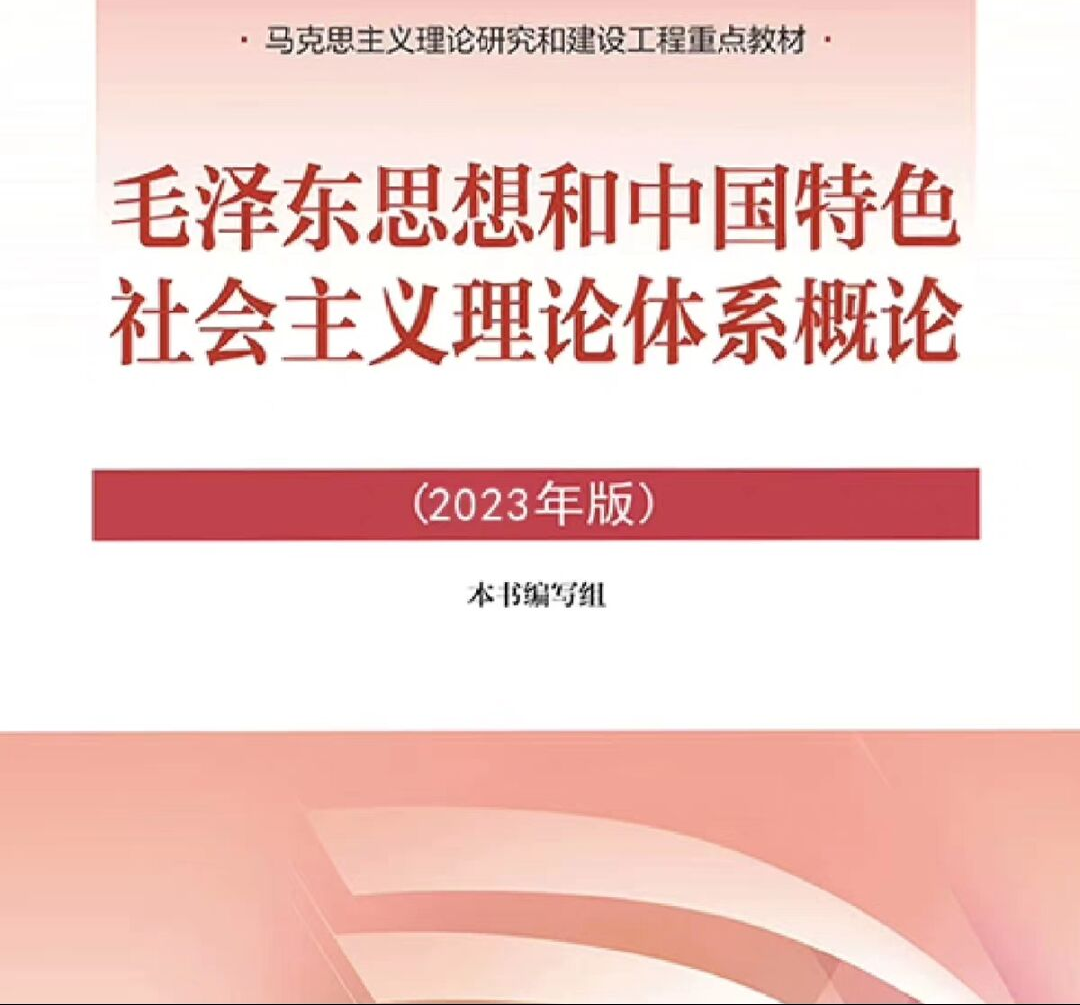 · 马克思主义理论研究和建设工程重点教材 ·
毛泽东思想和中国特色
社会主义理论体系概论
(2023年版)
本书编写组